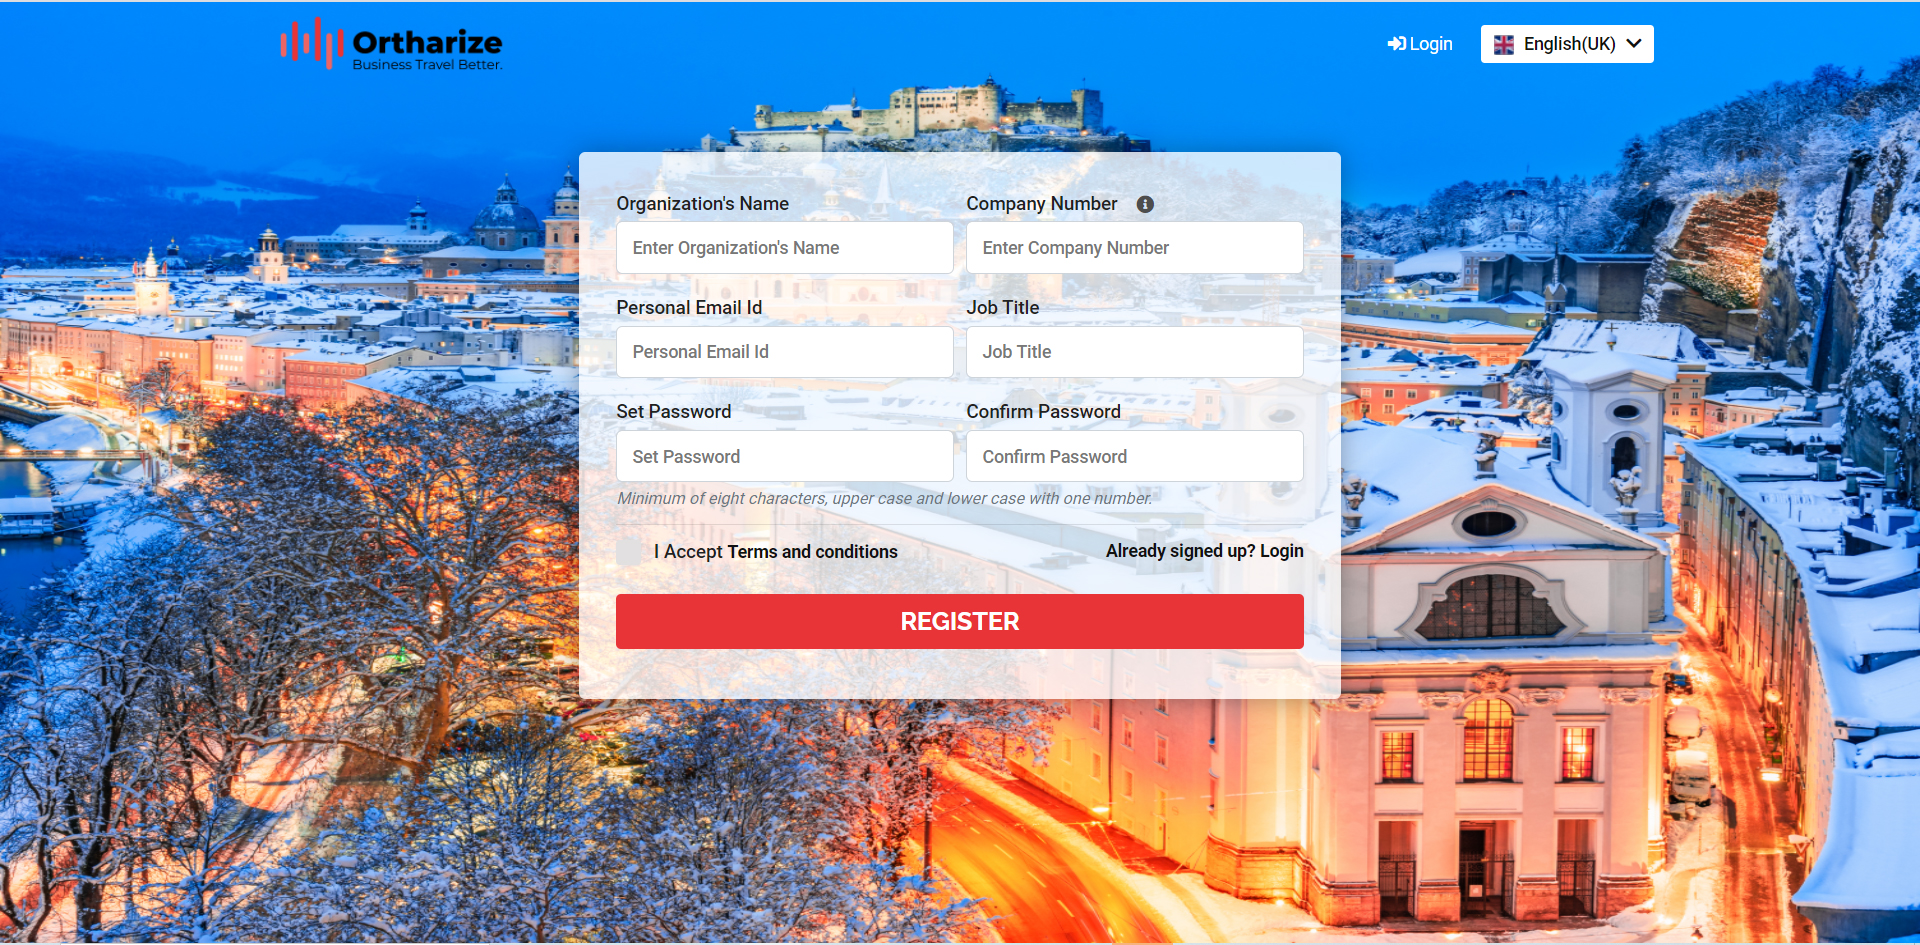 Ortharize
Business Travel Better.
Login
English(UK)
Organization's Name
Company Number
Enter Organization's Name
Enter Company Number
Personal Email Id
Job Title
Personal Email Id
Job Title
Set Password
Confirm Password
Set Password
Confirm Password
Minimum of eight characters, upper case and lower case with one number.
I Accept Terms and conditions
Already signed up? Login
REGISTER